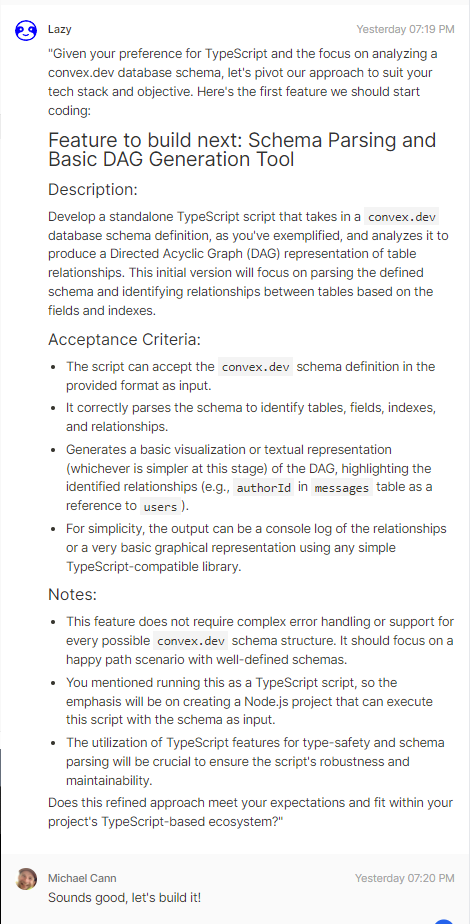 Lazy
Yesterday 07:19 PM
"Given your preference for TypeScript and the focus on analyzing a
convex.dev database schema, let's pivot our approach to suit your
tech stack and objective. Here's the first feature we should start
coding:
Feature to build next: Schema Parsing and
Basic DAG Generation Tool
Description:
Develop a standalone TypeScript script that takes in a convex.dev
database schema definition, as you've exemplified, and analyzes it to
produce a Directed Acyclic Graph (DAG) representation of table
relationships. This initial version will focus on parsing the defined
schema and identifying relationships between tables based on the
fields and indexes.
Acceptance Criteria:
• The script can accept the convex.dev schema definition in the
provided format as input.
• It correctly parses the schema to identify tables, fields, indexes,
and relationships.
• Generates a basic visualization or textual representation
(whichever is simpler at this stage) of the DAG, highlighting the
identified relationships (e.g., authorId in messages table as a
reference to users ).
• For simplicity, the output can be a console log of the relationships
or a very basic graphical representation using any simple
TypeScript-compatible library.
Notes:
• This feature does not require complex error handling or support for
every possible convex.dev schema structure. It should focus on a
happy path scenario with well-defined schemas.
• You mentioned running this as a TypeScript script, so the
emphasis will be on creating a Node.js project that can execute
this script with the schema as input.
• The utilization of TypeScript features for type-safety and schema
parsing will be crucial to ensure the script's robustness and
maintainability.
Does this refined approach meet your expectations and fit within your
project's TypeScript-based ecosystem?"
Michael Cann
Yesterday 07:20 PM
Sounds good, let's build it!